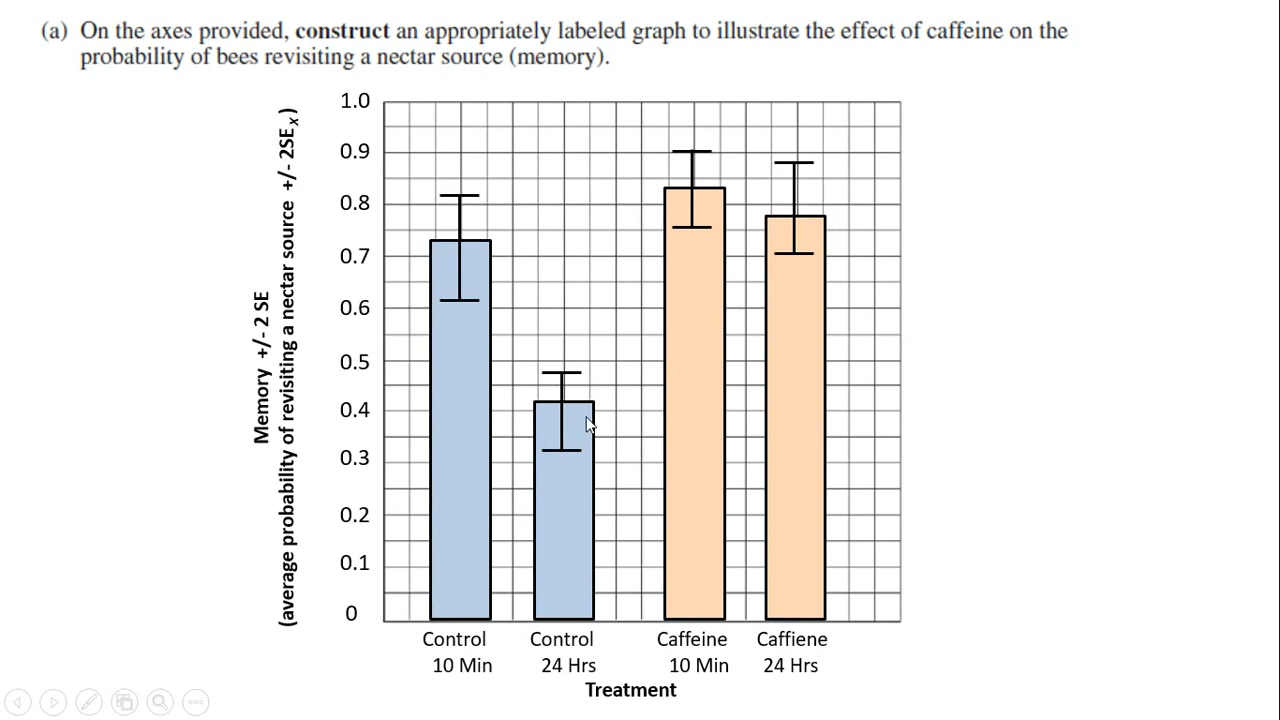 (a) On the axes provided, construct an appropriately labeled graph to illustrate the effect of caffeine on the
probability of bees revisiting a nectar source (memory).
Memory +/- 2 SE
(average probability of revisiting a nectar source +/- 2SEx)
1.0
0.9
0.8
0.7
0.6
0.5
0.4
0.3
0.2
0.1
0
Control
10 Min
Control
24 Hrs
Caffeine
10 Min
Caffiene
24 Hrs
Treatment